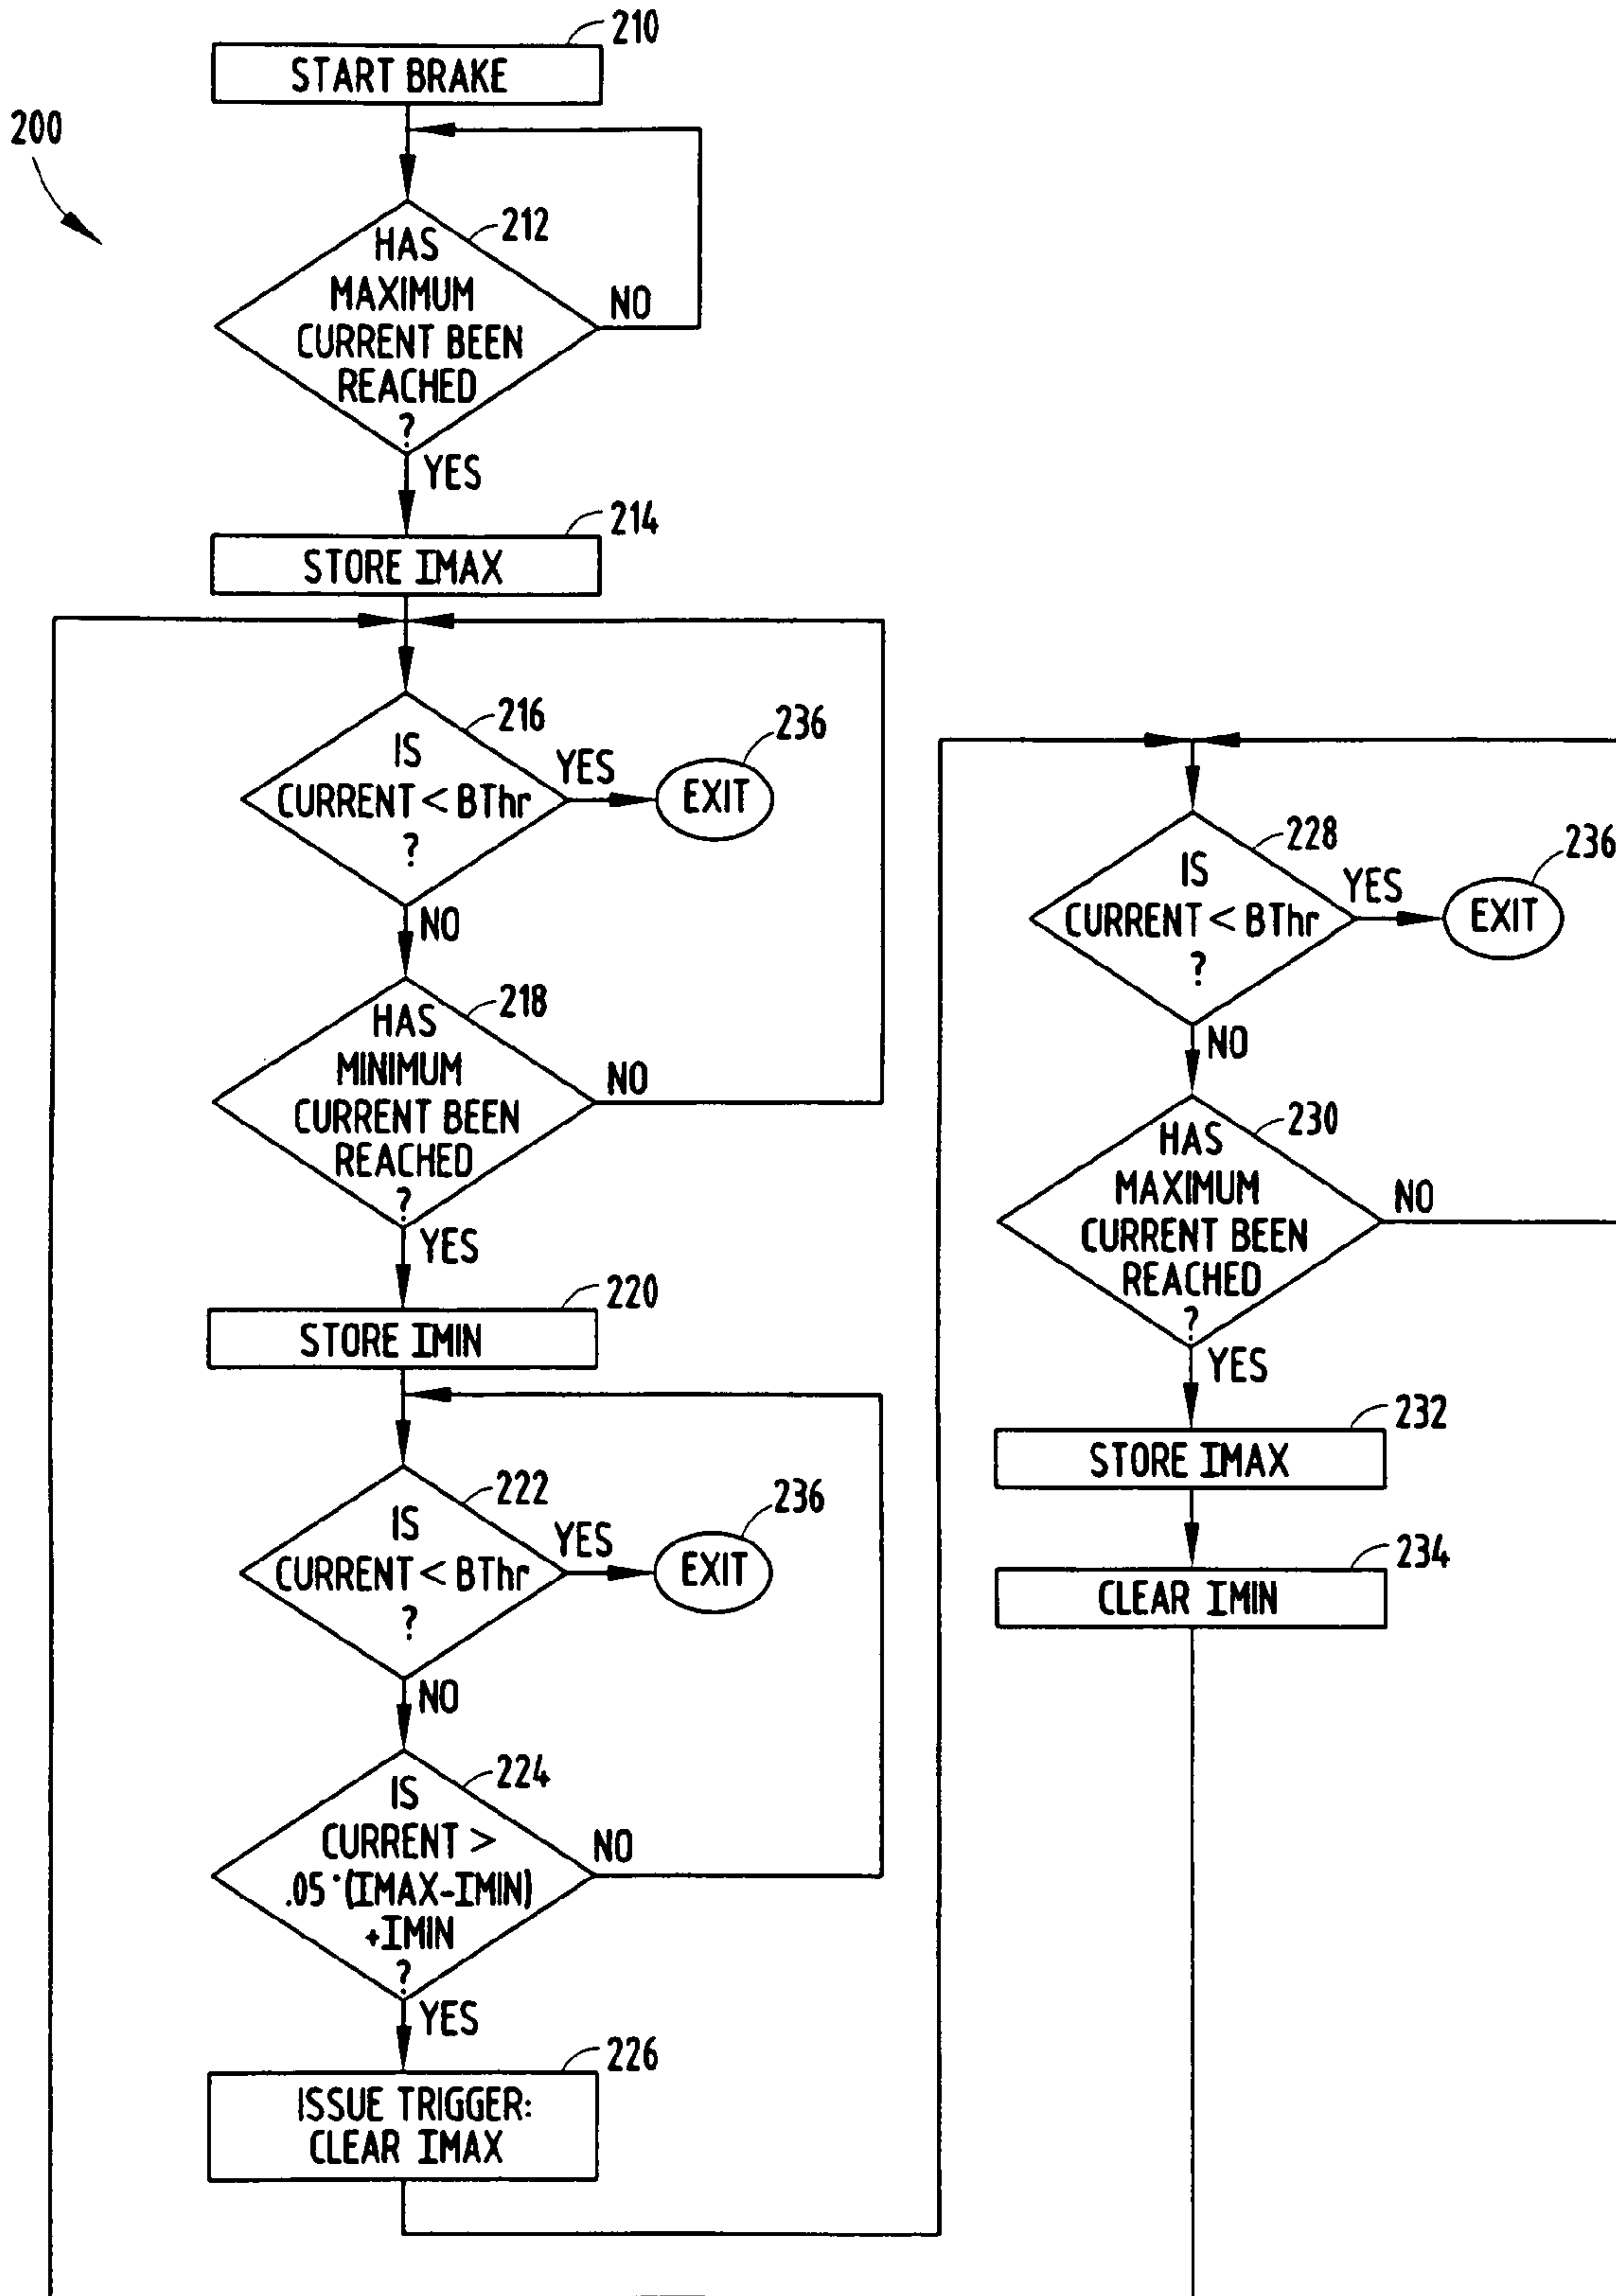 210
START BRAKE
200
212
HAS
MAXIMUM
CURRENT BEEN
REACHED
?
NO
YES
214
STORE IMAX
216
IS
CURRENT < BThr
?
YES
236
EXIT
NO
218
HAS
MINIMUM
CURRENT BEEN
REACHED
?
NO
YES
220
STORE IMIN
222
IS
CURRENT < BThr
?
YES
236
EXIT
NO
224
IS
CURRENT >
.05*(IMAX-IMIN)
+IMIN
?
NO
YES
226
ISSUE TRIGGER:
CLEAR IMAX
228
IS
CURRENT < BThr
?
YES
236
EXIT
NO
230
HAS
MAXIMUM
CURRENT BEEN
REACHED
?
NO
YES
232
STORE IMAX
234
CLEAR IMIN